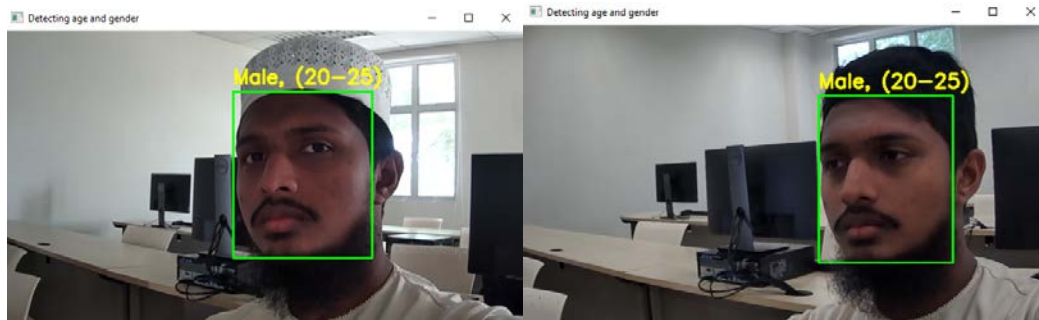 Detecting age and gender
Male, (20-25)
Detecting age and gender
Male, (20-25)